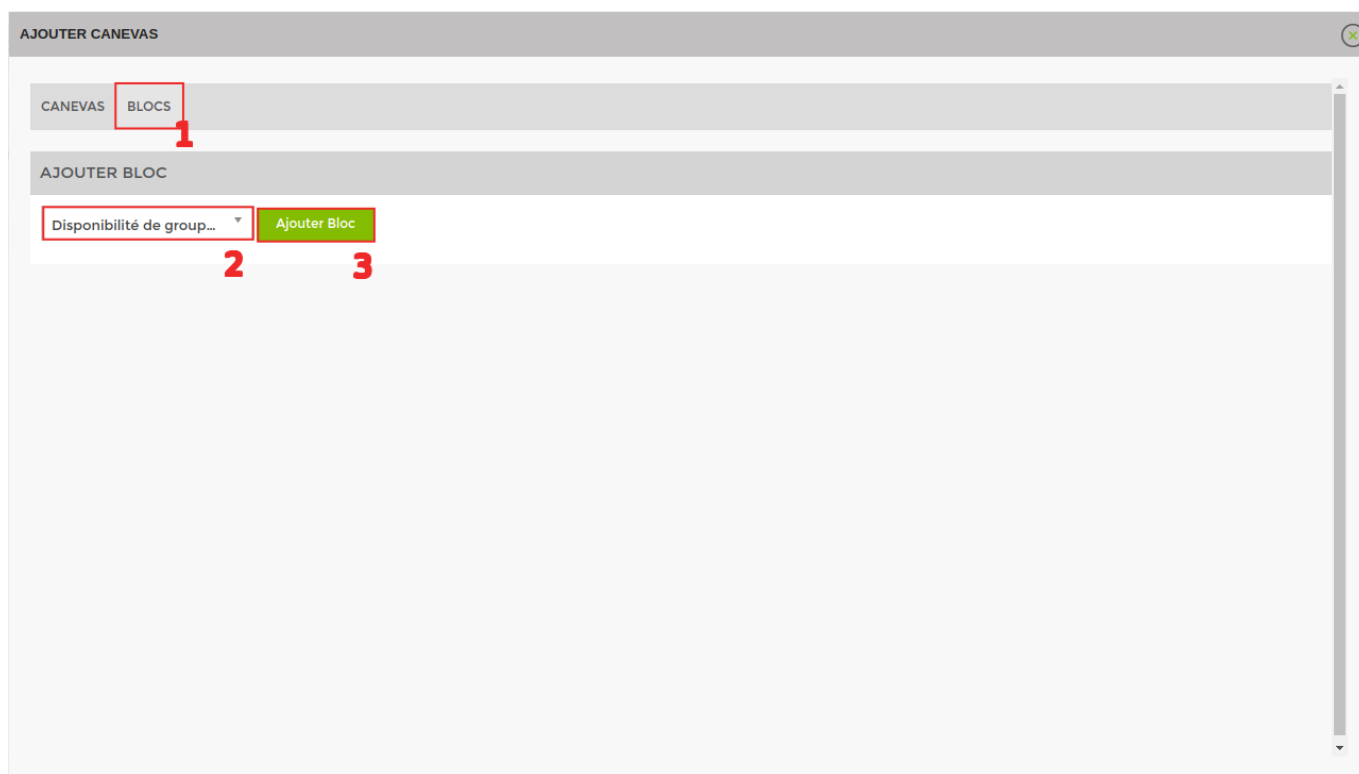 AJOUTER CANEVAS
CANEVAS BLOCS
1
AJOUTER BLOC
Disponibilité de group... Ajouter Bloc
2 3